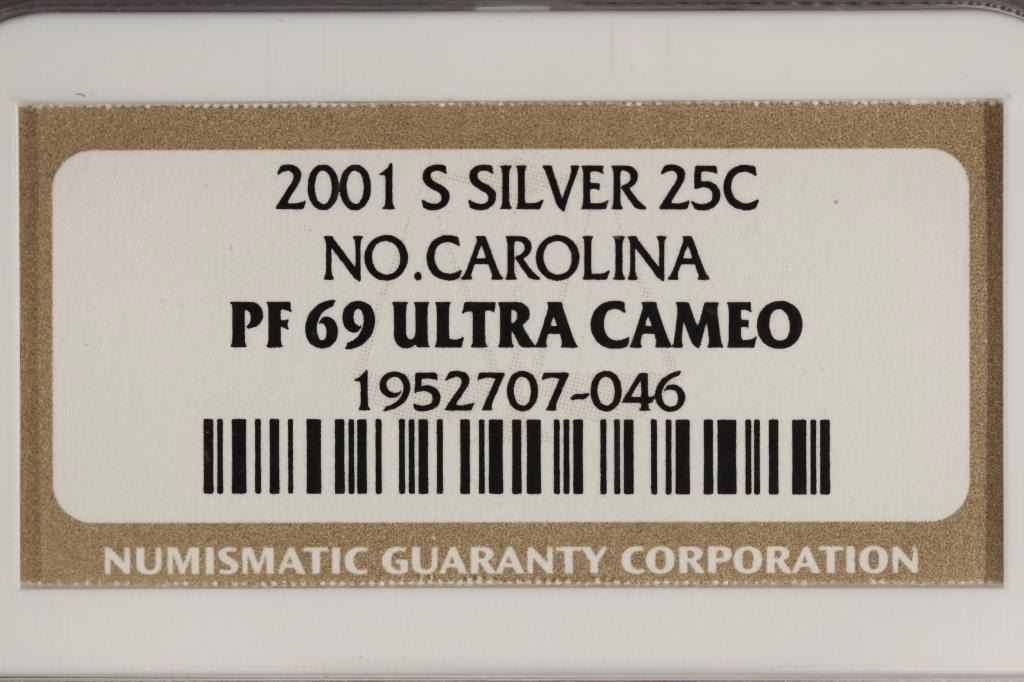 2001 S SILVER 25C
NO.CAROLINA
PF 69 ULTRA CAMEO
1952707-046
NUMISMATIC GUARANTY CORPORATION